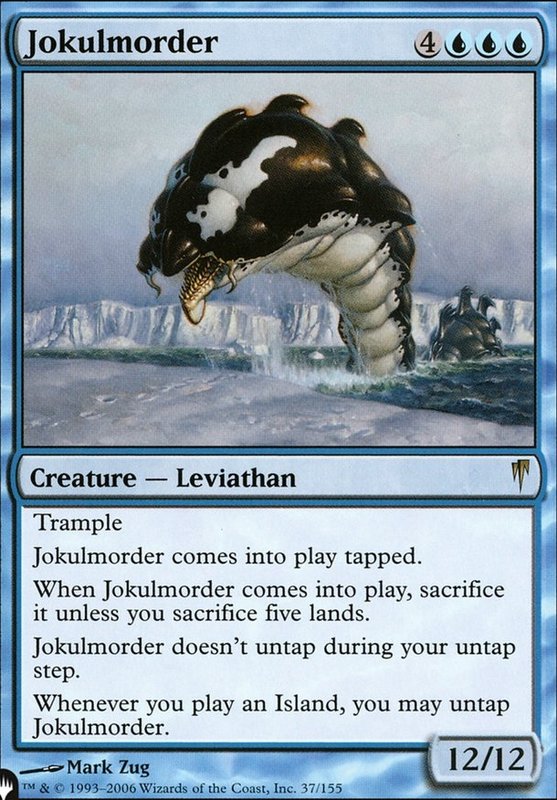 Jokulmorder 4
Creature — Leviathan
Trample
Jokulmorder comes into play tapped.
When Jokulmorder comes into play, sacrifice
it unless you sacrifice five lands.
Jokulmorder doesn't untap during your untap
step.
Whenever you play an Island, you may untap
Jokulmorder.
12/12
Mark Zug
™ & © 1993–2006 Wizards of the Coast, Inc. 37/155